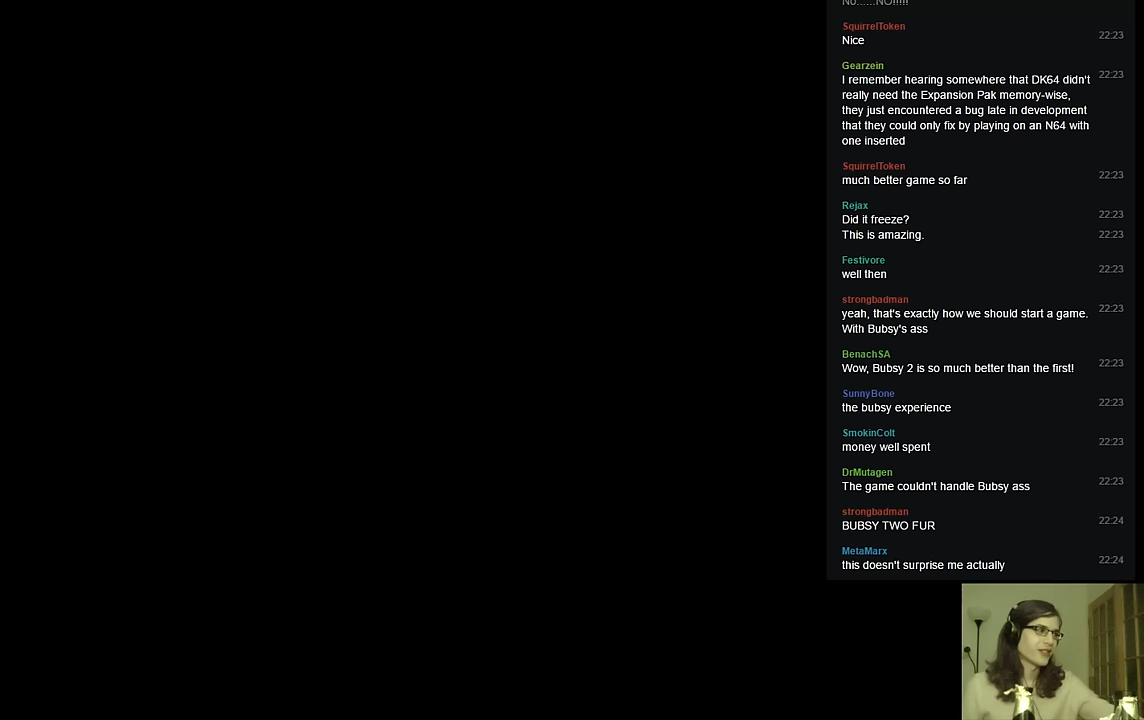 No......NO!!!!!
SquirrelToken
Nice
22:23
Gearzein
I remember hearing somewhere that DK64 didn't
22:23
really need the Expansion Pak memory-wise,
they just encountered a bug late in development
that they could only fix by playing on an N64 with
one inserted
SquirrelToken
much better game so far
22:23
Rejax
Did it freeze?
22:23
This is amazing.
22:23
Festivore
well then
22:23
strongbadman
yeah, that's exactly how we should start a game.
22:23
With Bubsy's ass
BenachSA
Wow, Bubsy 2 is so much better than the first!
22:23
SunnyBone
the bubsy experience
22:23
SmokinColt
money well spent
22:23
DrMutagen
The game couldn't handle Bubsy ass
22:23
strongbadman
BUBSY TWO FUR
22:24
MetaMarx
this doesn't surprise me actually
22:24